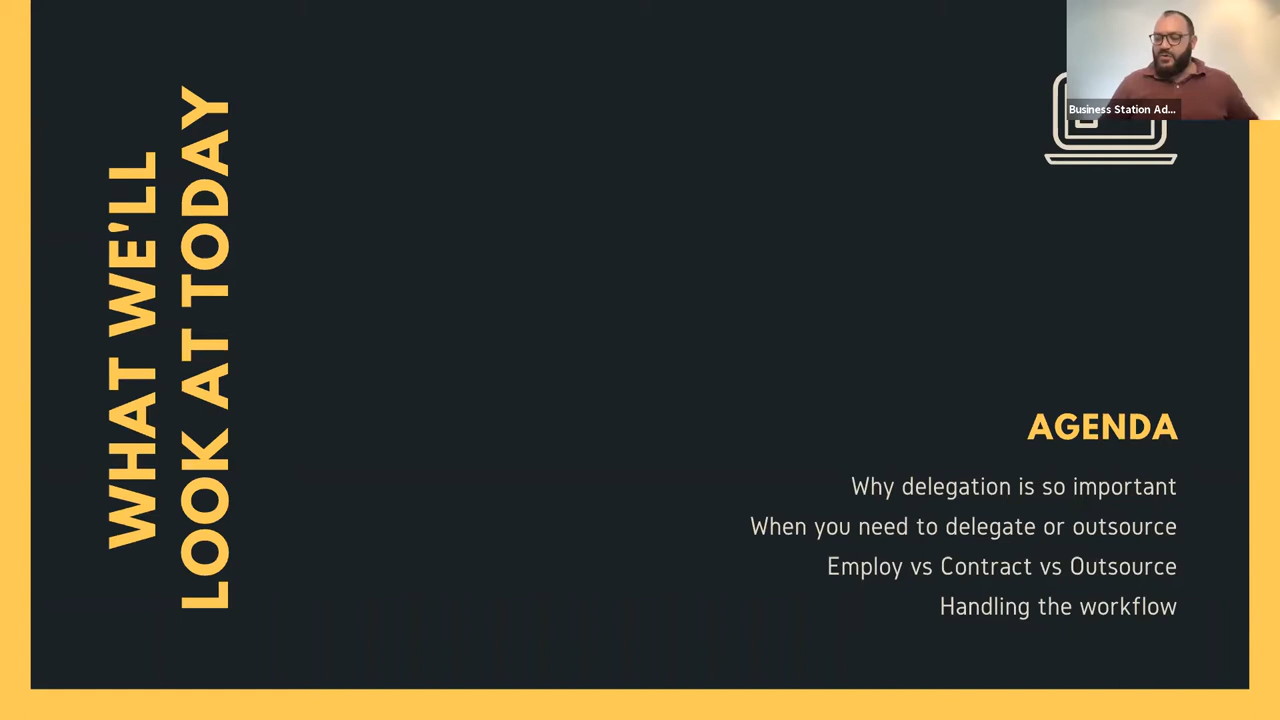 WHAT WE'LL
LOOK AT TODAY
Business Station Ad...
AGENDA
Why delegation is so important
When you need to delegate or outsource
Employ vs Contract vs Outsource
Handling the workflow